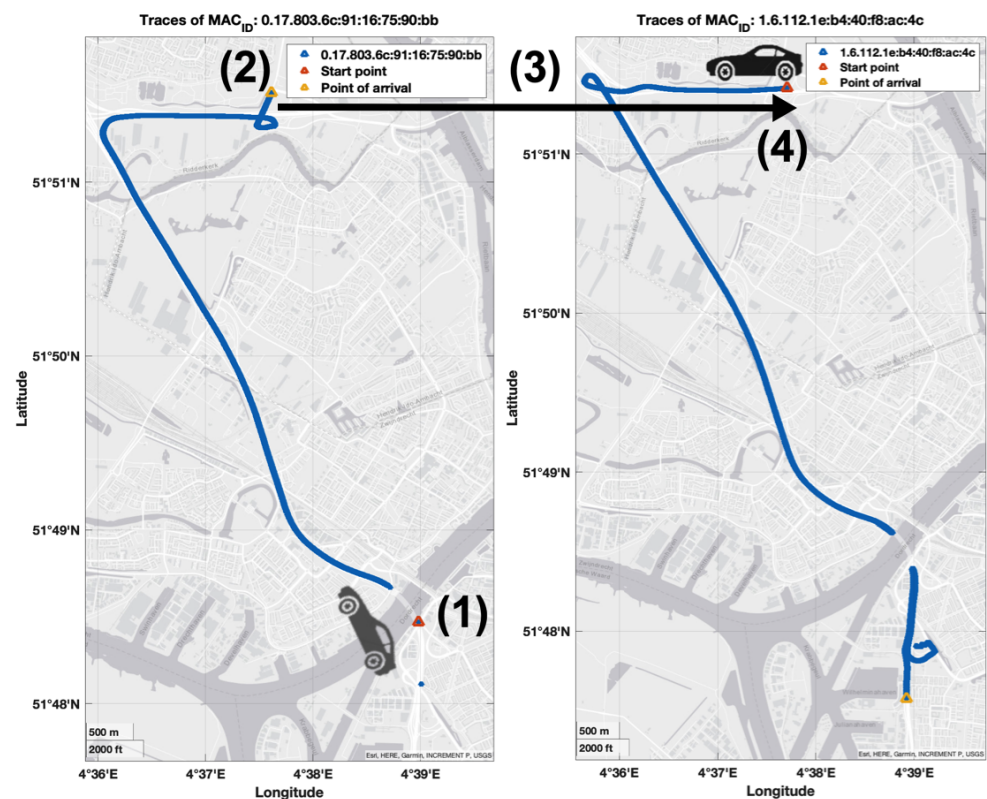 Traces of MAC_ID: 0.17.803.6c:91:16:75:90:bb
(2)
0.17.803.6c:91:16:75:90:bb
Start point
Point of arrival
51°51'N
51°50'N
51°49'N
51°48'N
Latitude
(1)
500 m
2000 ft
Esri, HERE, Garmin, INCREMENT P, USGS
4°36'E 4°37'E 4°38'E 4°39'E
Longitude
(3)
Traces of MAC_ID: 1.6.112.1e:b4:40:f8:ac:4c
1.6.112.1e:b4:40:f8:ac:4c
Start point
Point of arrival
(4)
51°51'N
51°50'N
51°49'N
51°48'N
Latitude
500 m
2000 ft
Esri, HERE, Garmin, INCREMENT P, USGS
4°36'E 4°37'E 4°38'E 4°39'E
Longitude